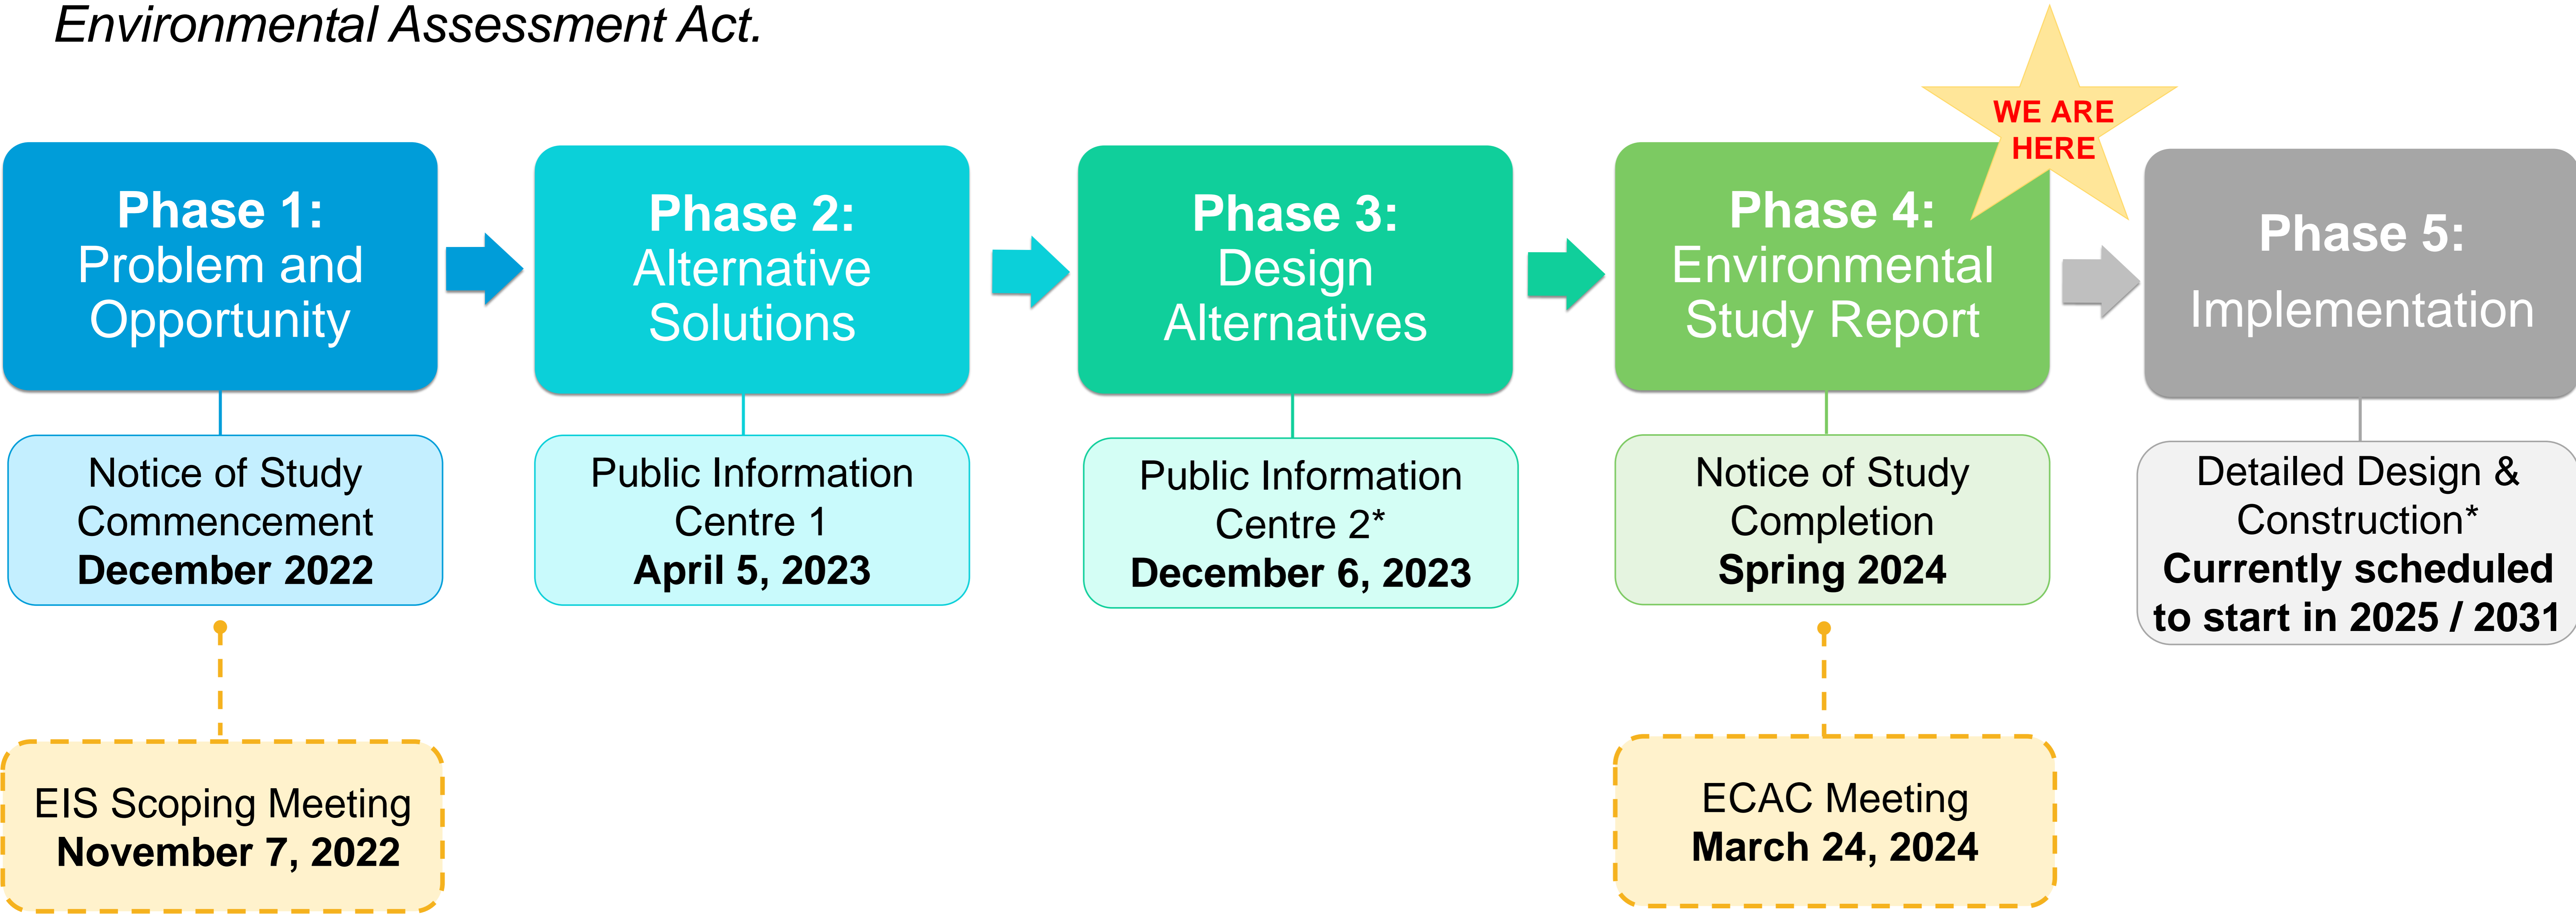 Environmental Assessment Act.
WE ARE
HERE
Phase 1:
Problem and
Opportunity
Phase 2:
Alternative
Solutions
Phase 3:
Design
Alternatives
Phase 4:
Environmental
Study Report
Phase 5:
Implementation
Notice of Study
Commencement
December 2022
Public Information
Centre 1
April 5, 2023
Public Information
Centre 2*
December 6, 2023
Notice of Study
Completion
Spring 2024
Detailed Design &
Construction*
Currently scheduled
to start in 2025 / 2031
EIS Scoping Meeting
November 7, 2022
ECAC Meeting
March 24, 2024